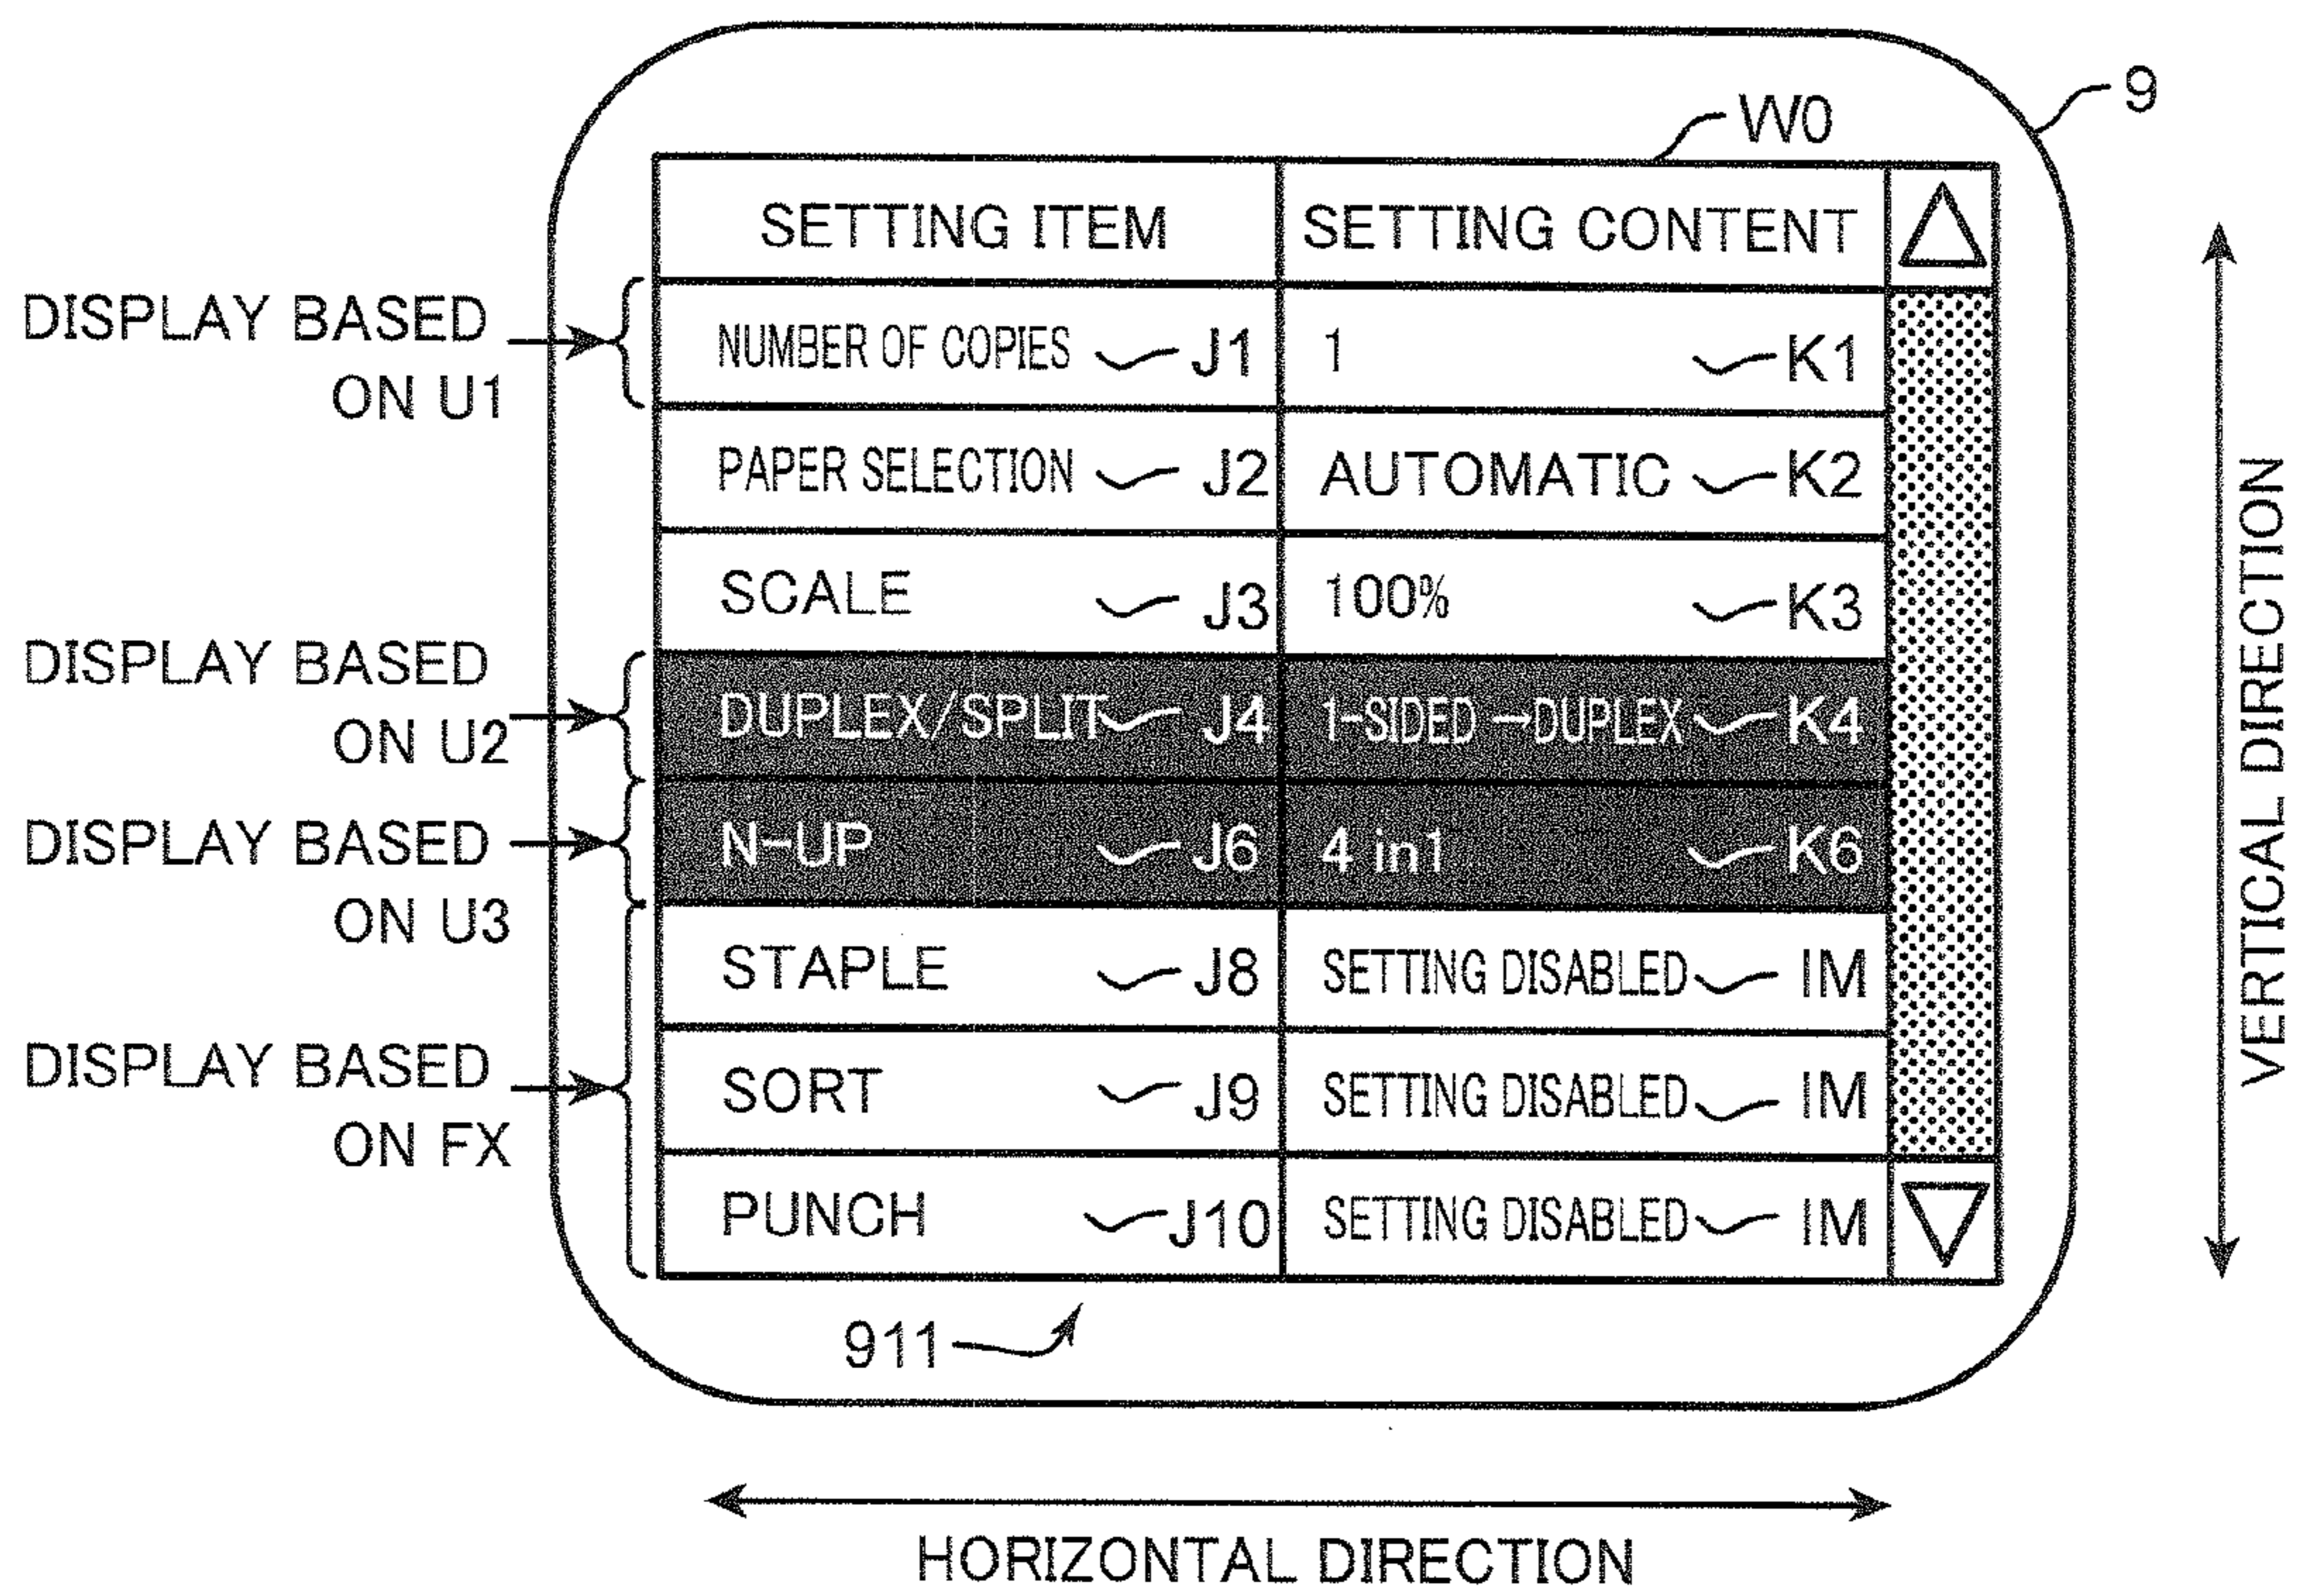 9
W0
SETTING ITEM SETTING CONTENT
DISPLAY BASED
ON U1
NUMBER OF COPIES J1 1 K1
PAPER SELECTION J2 AUTOMATIC K2
SCALE J3 100% K3
DISPLAY BASED
ON U2
DUPLEX/SPLIT J4 1-SIDED →DUPLEX K4
DISPLAY BASED
ON U3
N-UP J6 4 in1 K6
STAPLE J8 SETTING DISABLED IM
DISPLAY BASED
ON FX
SORT J9 SETTING DISABLED IM
PUNCH J10 SETTING DISABLED IM
911
VERTICAL DIRECTION
HORIZONTAL DIRECTION